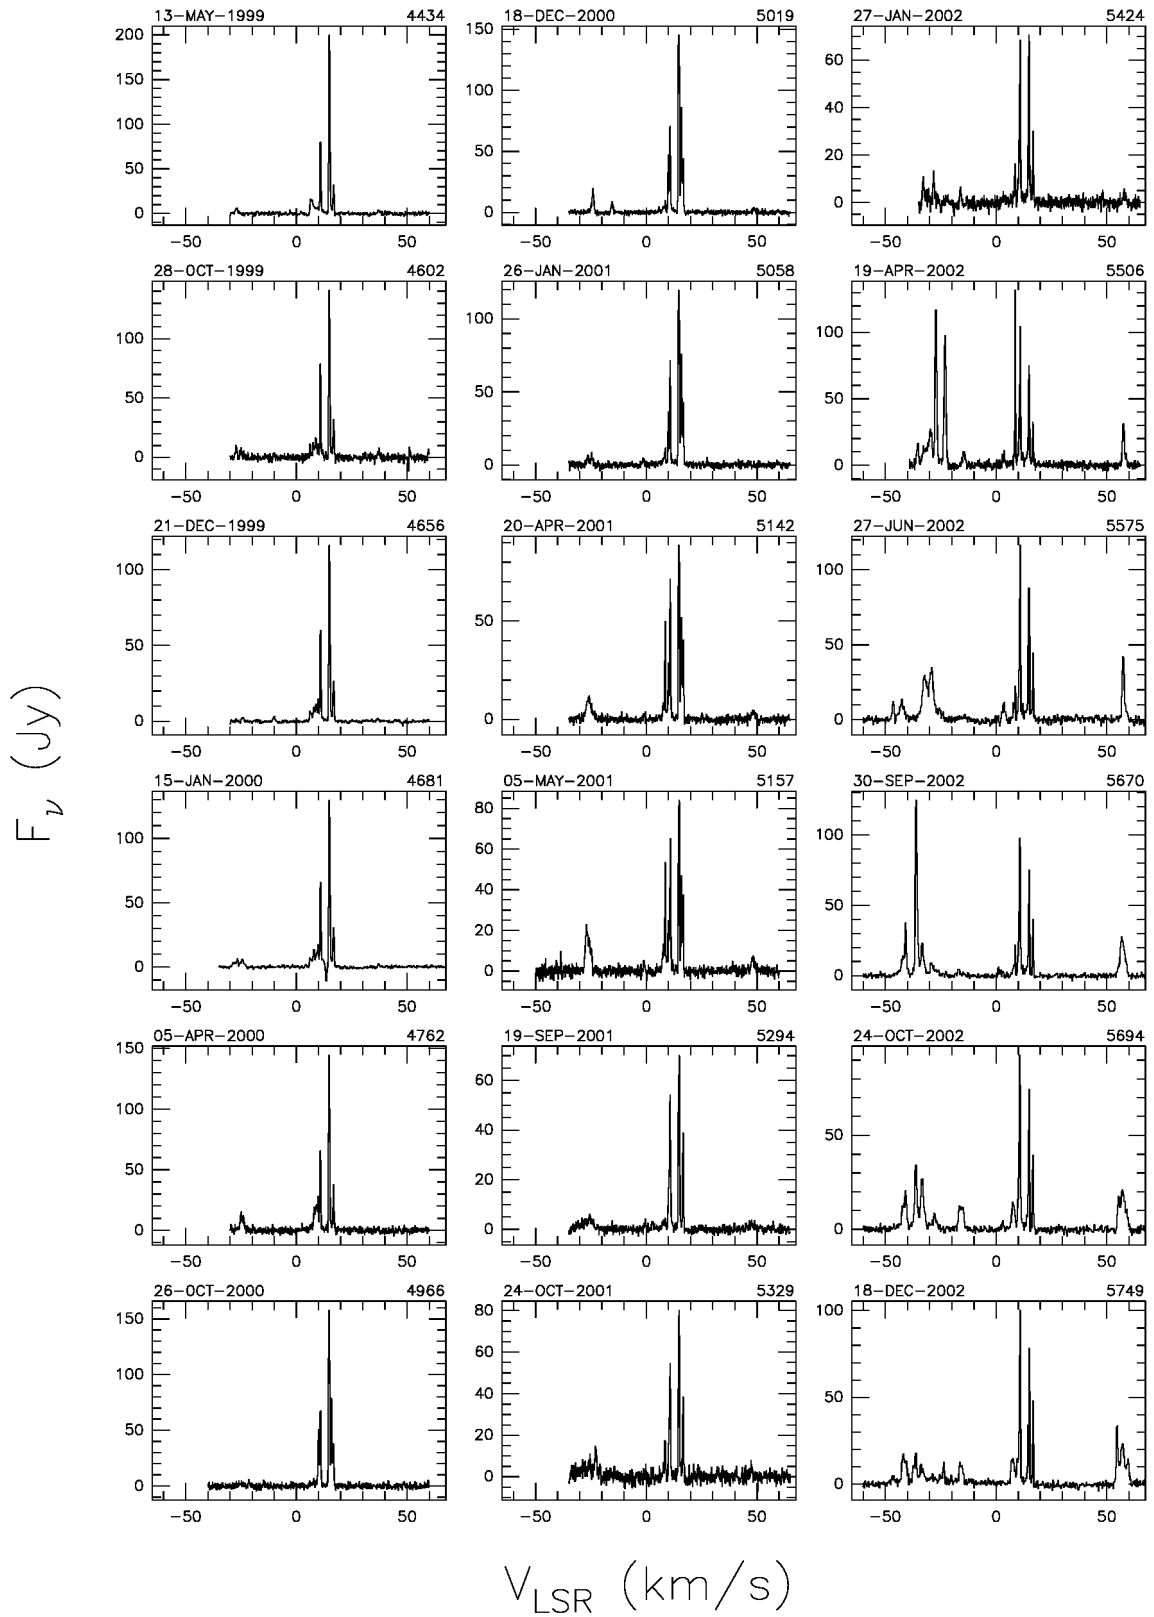 13-MAY-1999 4434 18-DEC-2000 5019 27-JAN-2002 5424
200 150 60
150 100 40
100 50 20
50 0 0
0
-50 0 50 -50 0 50 -50 0 50
28-OCT-1999 4602 26-JAN-2001 5058 19-APR-2002 5506
100 100 100
50 50 50
0 0 0
-50 0 50 -50 0 50 -50 0 50
21-DEC-1999 4656 20-APR-2001 5142 27-JUN-2002 5575
100 50 100
50 0 50
0 0
-50 0 50 -50 0 50 -50 0 50
F_ν (Jy)
15-JAN-2000 4681 05-MAY-2001 5157 30-SEP-2002 5670
100 80 100
50 60 50
0 40 0
20
0
-50 0 50 -50 0 50 -50 0 50
05-APR-2000 4762 19-SEP-2001 5294 24-OCT-2002 5694
150 60 50
100 40 0
50 20
0 0
-50 0 50 -50 0 50 -50 0 50
26-OCT-2000 4966 24-OCT-2001 5329 18-DEC-2002 5749
150 80 100
100 60 50
50 40 0
0 20
0
-50 0 50 -50 0 50 -50 0 50
V_LSR (km/s)